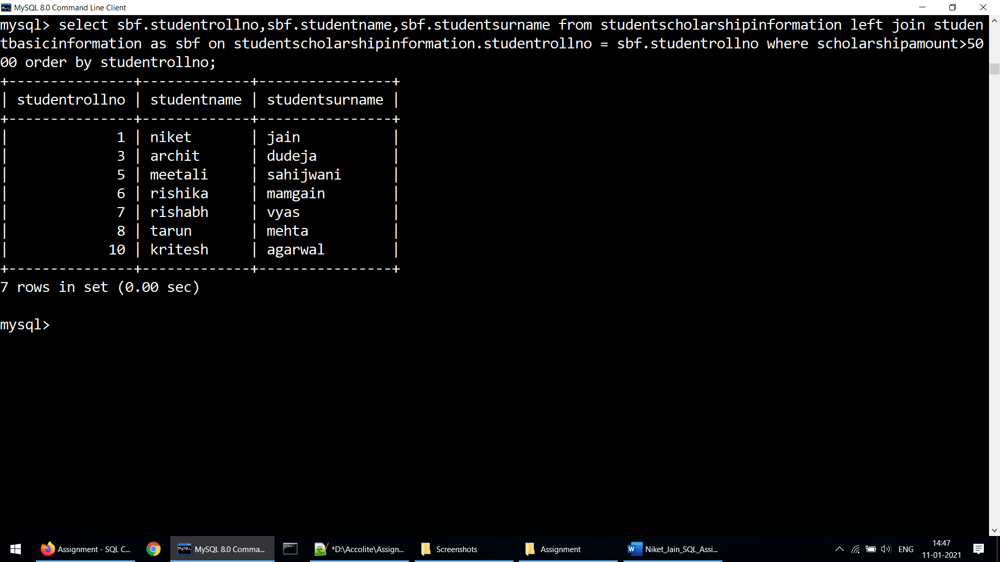 MySQL 8.0 Command Line Client
mysql> select sbf.studentrollno,sbf.studentname,sbf.studentsurname from studentscholarshipinformation left join studen
tbasicinformation as sbf on studentscholarshipinformation.studentrollno = sbf.studentrollno where scholarshipamount>50
00 order by studentrollno;
+---------------+-------------+----------------+
| studentrollno | studentname | studentsurname |
+---------------+-------------+----------------+
|             1 | niket       | jain           |
|             3 | archit      | dudeja         |
|             5 | meetali     | sahijwani      |
|             6 | rishika     | mamgain        |
|             7 | rishabh     | vyas           |
|             8 | tarun       | mehta          |
|            10 | kritesh     | agarwal        |
+---------------+-------------+----------------+
7 rows in set (0.00 sec)
mysql>
Assignment - SQL C...
MySQL 8.0 Comma...
*D:\Accolite\Assign...
Screenshots
Assignment
Niket_Jain_SQL_Assi...
ENG
14:47
11-01-2021